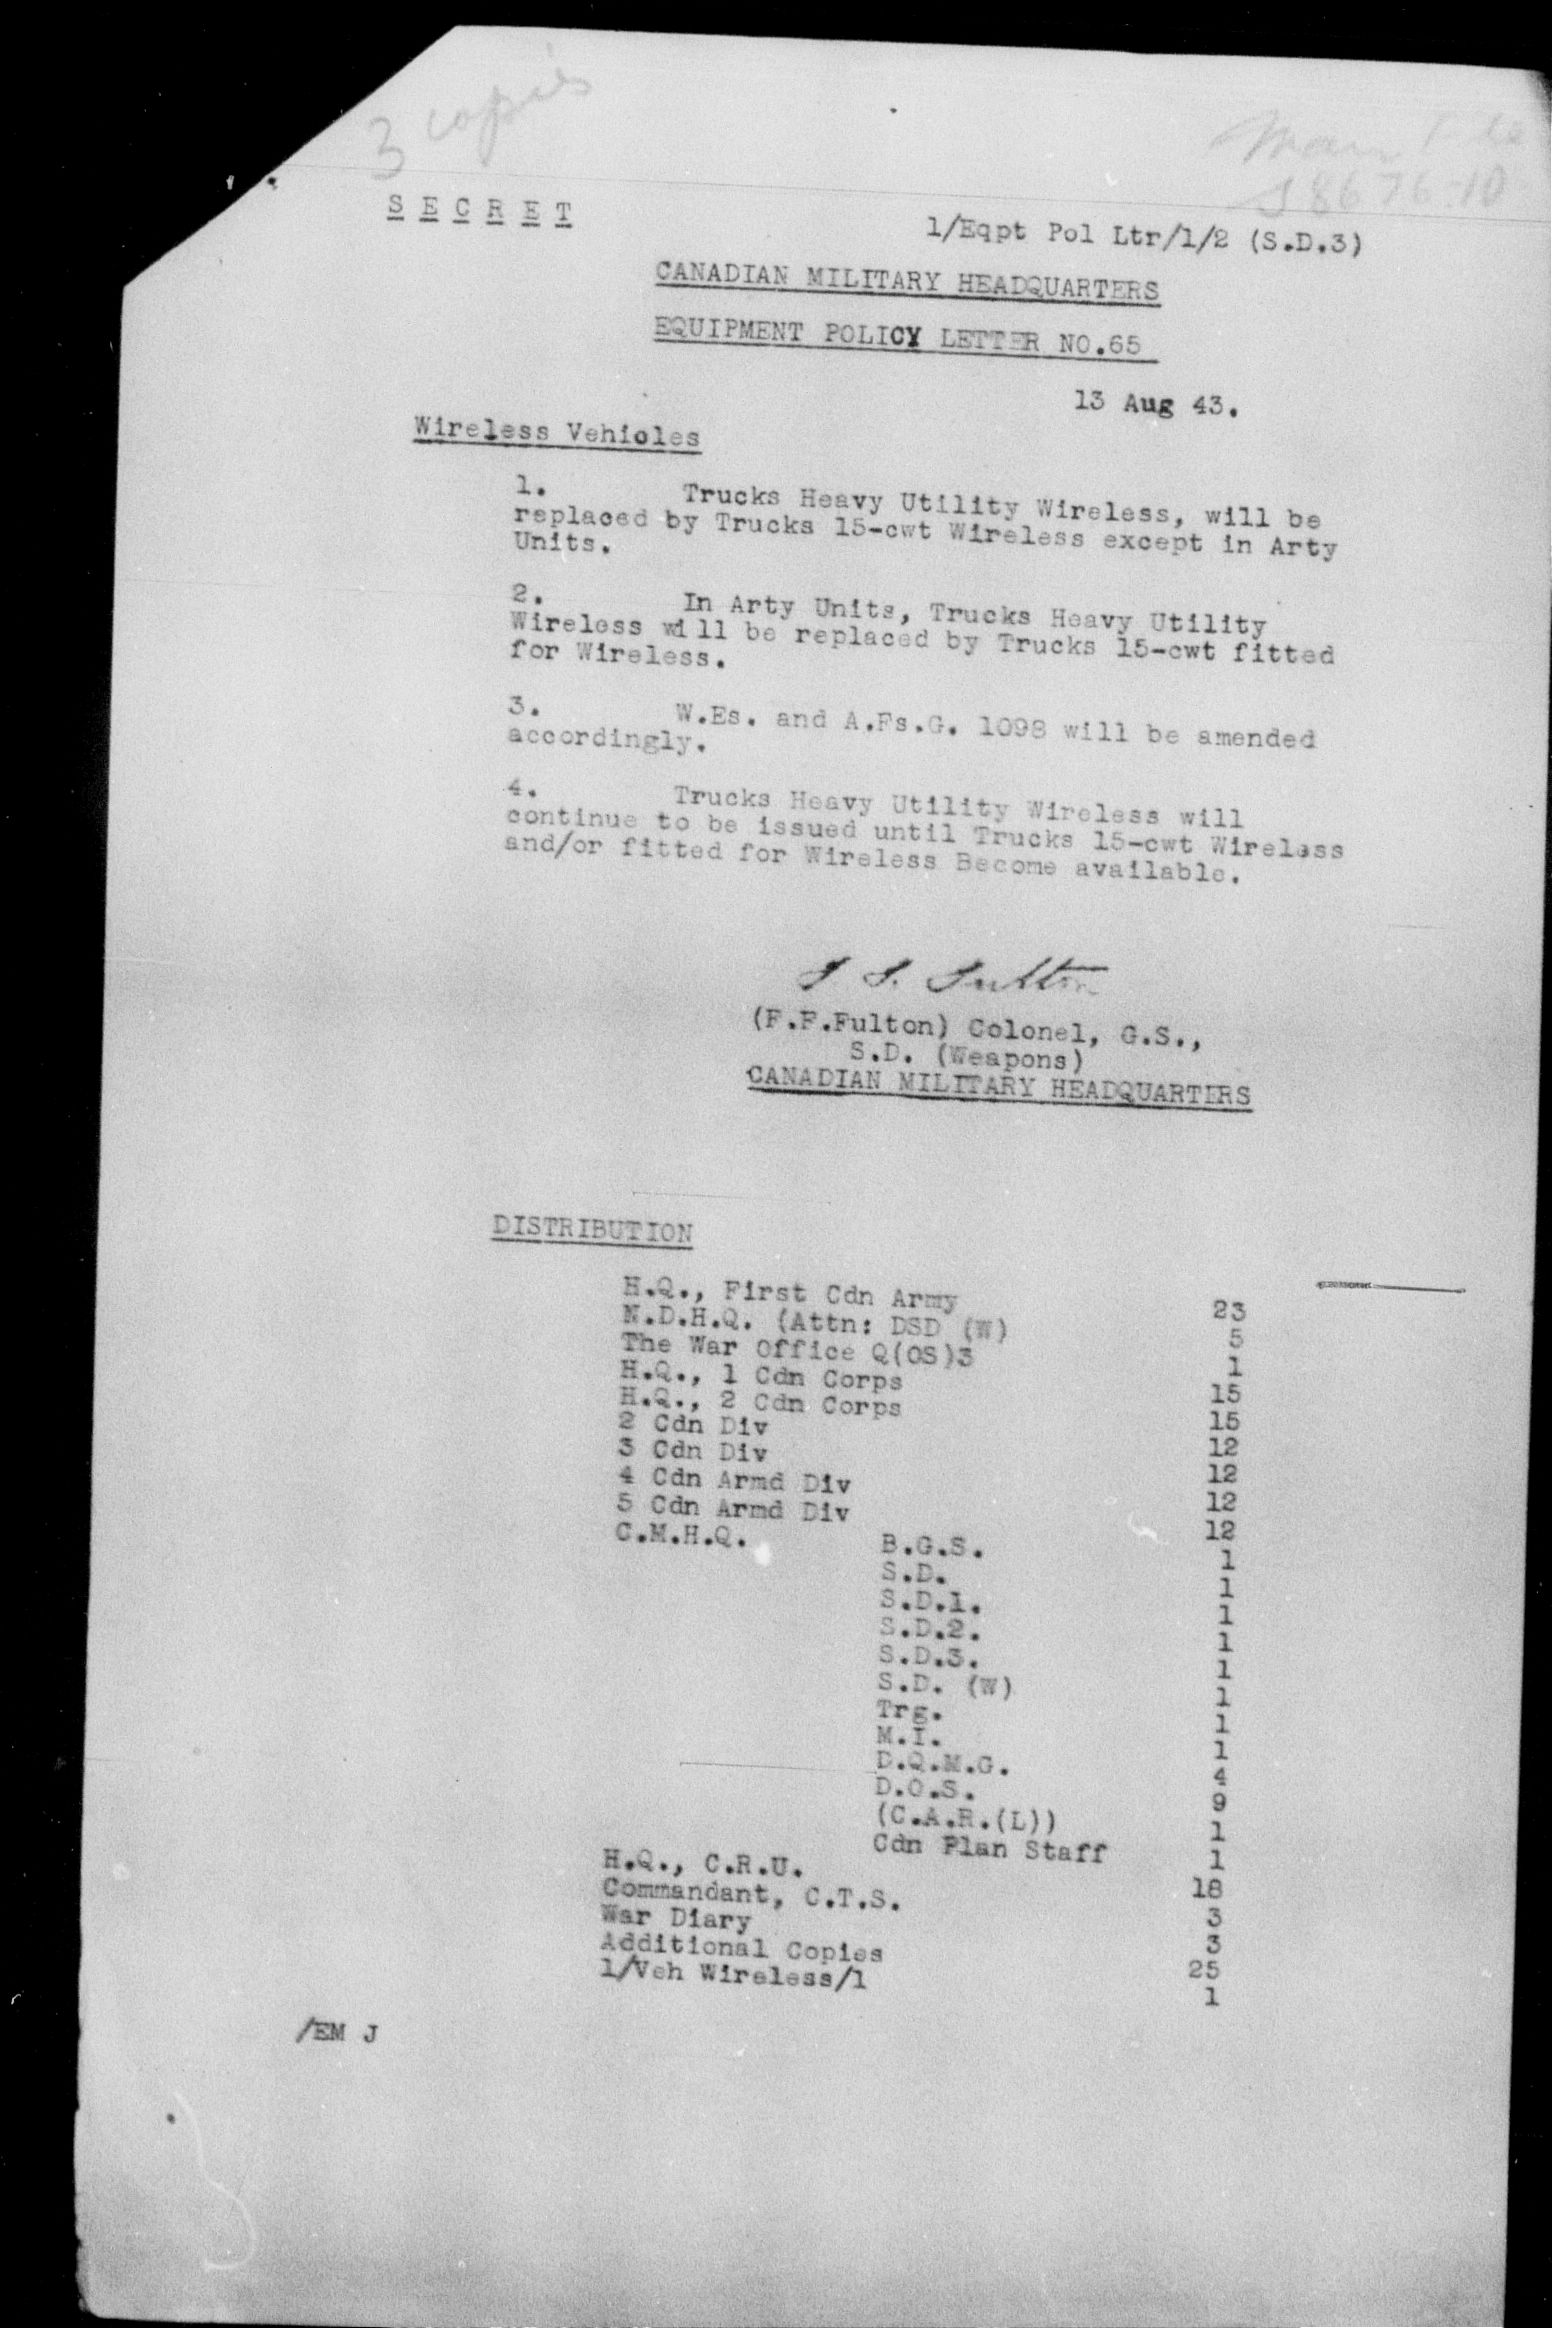 3 copies
Main File
S 8676-10
S E C R E T
1/Eqpt Pol Ltr/1/2 (S.D.3)
CANADIAN MILITARY HEADQUARTERS
EQUIPMENT POLICY LETTER NO.65
13 Aug 43.
Wireless Vehicles
1. Trucks Heavy Utility Wireless, will be
replaced by Trucks 15-cwt Wireless except in Arty
Units.
2. In Arty Units, Trucks Heavy Utility
Wireless will be replaced by Trucks 15-cwt fitted
for Wireless.
3. W.Es. and A.Fs.G. 1098 will be amended
accordingly.
4. Trucks Heavy Utility Wireless will
continue to be issued until Trucks 15-cwt Wireless
and/or fitted for Wireless Become available.
F F. Fulton
(F.F.Fulton) Colonel, G.S.,
S.D. (Weapons)
CANADIAN MILITARY HEADQUARTERS
DISTRIBUTION
H.Q., First Cdn Army 23
N.D.H.Q. (Attn: DSD (W) 5
The War Office Q(OS)3 1
H.Q., 1 Cdn Corps 15
H.Q., 2 Cdn Corps 15
2 Cdn Div 12
3 Cdn Div 12
4 Cdn Armd Div 12
5 Cdn Armd Div 12
C.M.H.Q. B.G.S. 1
S.D. 1
S.D.1. 1
S.D.2. 1
S.D.3. 1
S.D. (W) 1
Trg. 1
M.I. 1
D.Q.M.G. 4
D.O.S. 9
(C.A.R.(L)) 1
Cdn Plan Staff 1
H.Q., C.R.U. 18
Commandant, C.T.S. 3
War Diary 3
Additional Copies 25
1/Veh Wireless/1 1
/EM J